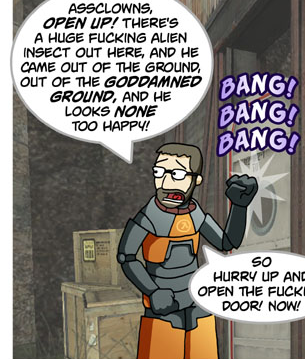 ASSCLOWNS,
OPEN UP! THERE'S
A HUGE FUCKING ALIEN
INSECT OUT HERE, AND HE
CAME OUT OF THE GROUND,
OUT OF THE GODDAMNED
GROUND, AND HE
LOOKS NONE
TOO HAPPY!
BANG!
BANG!
BANG!
SO
HURRY UP AND
OPEN THE FUCKI
DOOR! NOW!